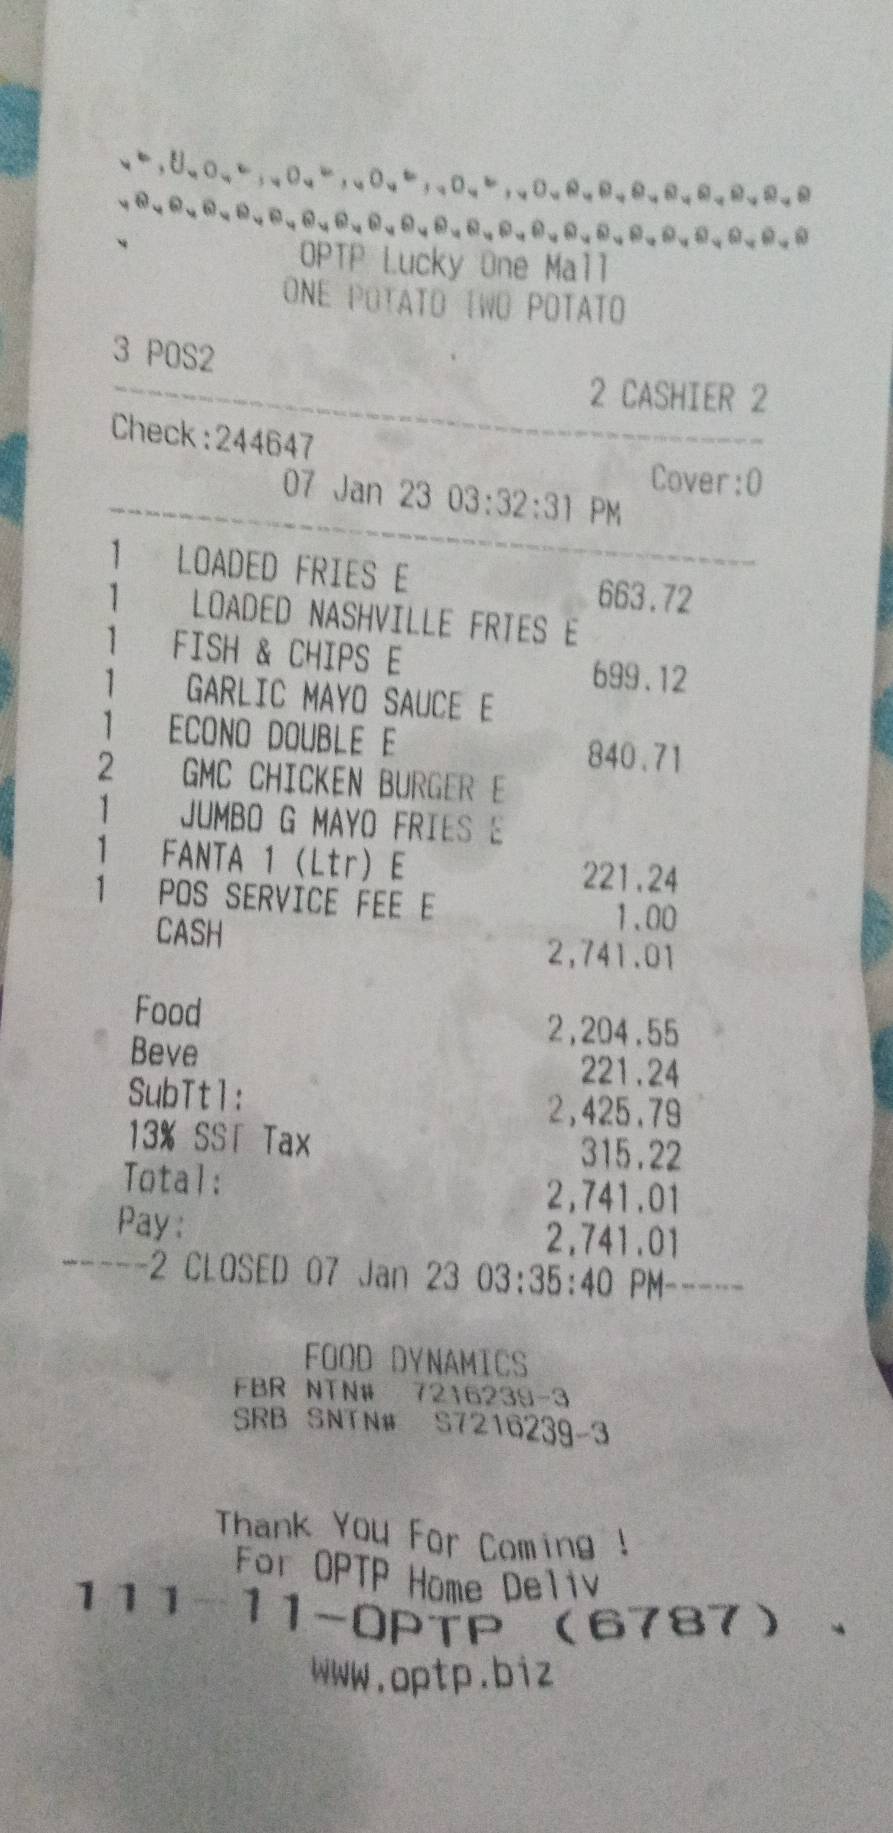 OPTP Lucky One Mall
ONE POTATO TWO POTATO
3 POS2
2 CASHIER 2
Check:244647
Cover:0
07 Jan 23 03:32:31 PM
1 LOADED FRIES E 663.72
1 LOADED NASHVILLE FRIES E
1 FISH & CHIPS E 699.12
1 GARLIC MAYO SAUCE E
1 ECONO DOUBLE E 840.71
2 GMC CHICKEN BURGER E
1 JUMBO G MAYO FRIES E
1 FANTA 1 (Ltr) E 221.24
1 POS SERVICE FEE E 1.00
CASH 2,741.01
Food 2,204.55
Beve 221.24
SubTtl: 2,425.79
13% SST Tax 315.22
Total: 2,741.01
Pay: 2,741.01
-----2 CLOSED 07 Jan 23 03:35:40 PM-----
FOOD DYNAMICS
FBR NTN# 7216239-3
SRB SNTN# S7216239-3
Thank You For Coming !
For OPTP Home Deliv
111-11-OPTP (6787) .
www.optp.biz